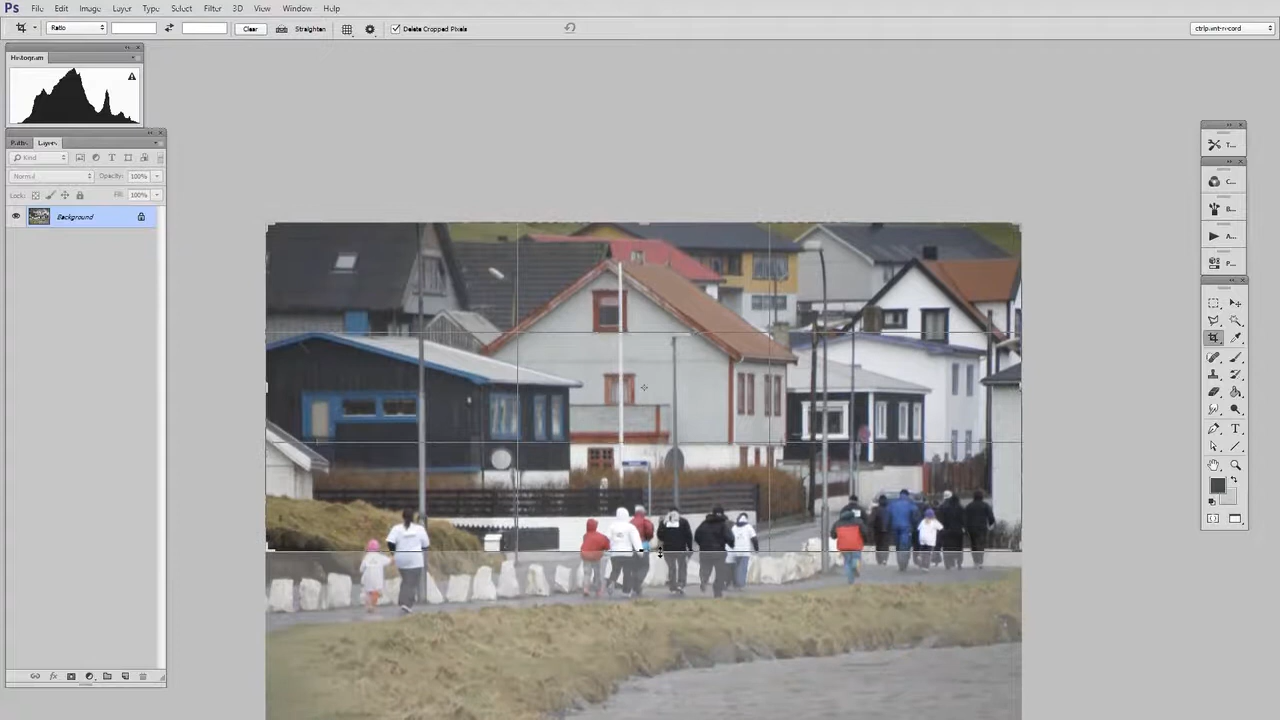 Ps File Edit Image Layer Type Select Filter 3D View Window Help
Ratio Clear Straighten Delete Cropped Pixels
Histogram
Paths Layers
Kind
Normal Opacity: 100%
Lock: Fill: 100%
Background
T...
C...
B...
A...
P...